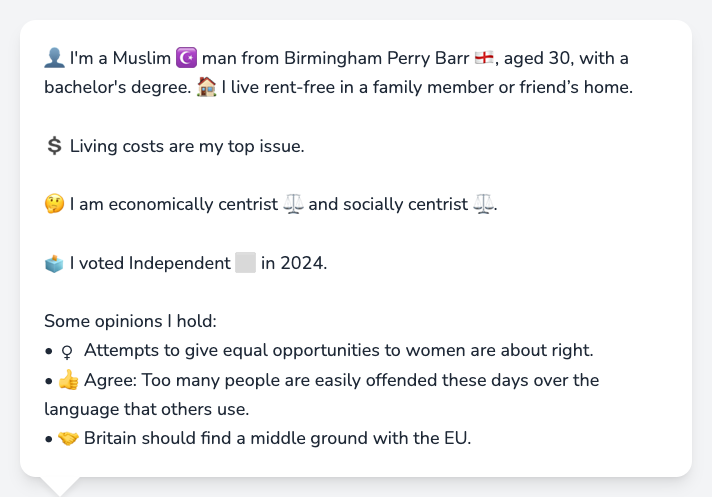 👤 I'm a Muslim ☪️ man from Birmingham Perry Barr 🏴󠁧󠁢󠁥󠁮󠁧󠁿, aged 30, with a
bachelor's degree. 🏠 I live rent-free in a family member or friend’s home.
💲 Living costs are my top issue.
🤔 I am economically centrist ⚖️ and socially centrist ⚖️.
🗳️ I voted Independent ⬜ in 2024.
Some opinions I hold:
• ♀ Attempts to give equal opportunities to women are about right.
• 👍 Agree: Too many people are easily offended these days over the
language that others use.
• 🤝 Britain should find a middle ground with the EU.